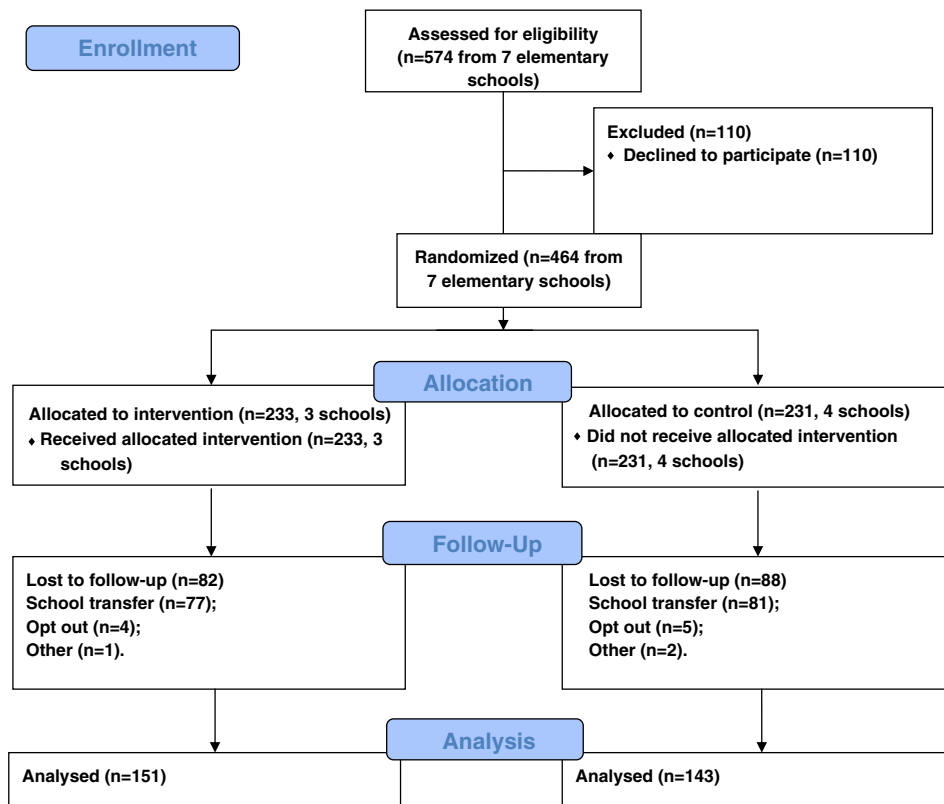 Enrollment
Assessed for eligibility
(n=574 from 7 elementary
schools)
Excluded (n=110)
♦ Declined to participate (n=110)
Randomized (n=464 from
7 elementary schools)
Allocation
Allocated to intervention (n=233, 3 schools)
♦ Received allocated intervention (n=233, 3
schools)
Allocated to control (n=231, 4 schools)
♦ Did not receive allocated intervention
(n=231, 4 schools)
Follow-Up
Lost to follow-up (n=82)
School transfer (n=77);
Opt out (n=4);
Other (n=1).
Lost to follow-up (n=88)
School transfer (n=81);
Opt out (n=5);
Other (n=2).
Analysis
Analysed (n=151)
Analysed (n=143)